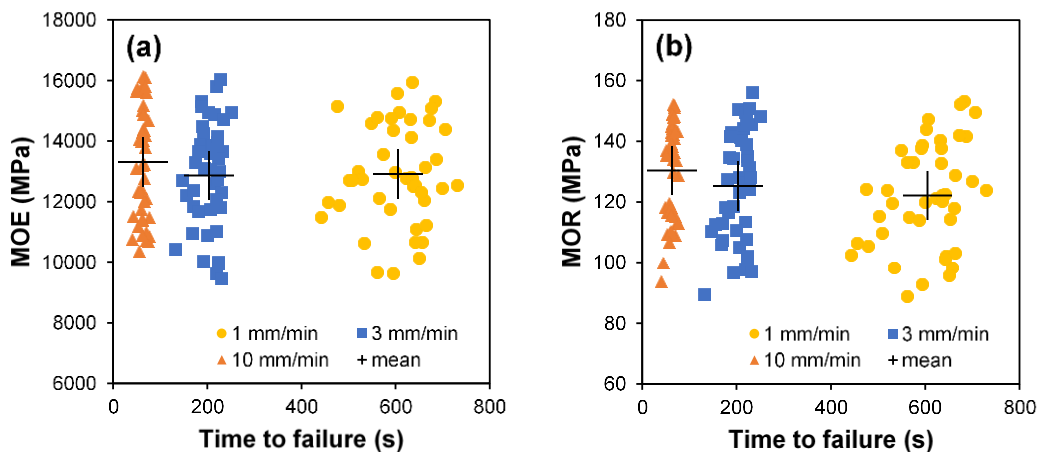 (a)
MOE (MPa)
18000
16000
14000
12000
10000
8000
6000
1 mm/min 3 mm/min
10 mm/min mean
0 200 400 600 800
Time to failure (s)
(b)
MOR (MPa)
180
160
140
120
100
80
60
1 mm/min 3 mm/min
10 mm/min mean
0 200 400 600 800
Time to failure (s)